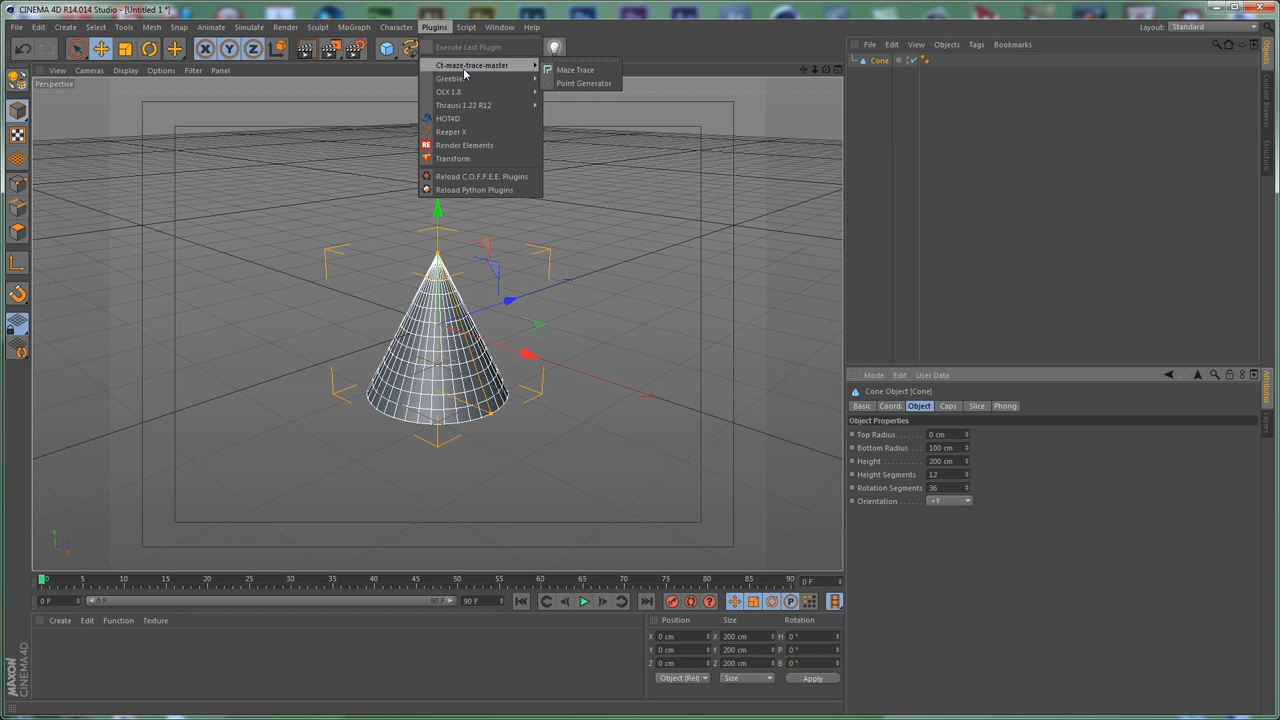 CINEMA 4D R14.014 Studio - [Untitled 1 *]
File Edit Create Select Tools Mesh Snap Animate Simulate Render Sculpt MoGraph Character Plugins Script Window Help
Layout: Standard
Execute Last Plugin
Ct-maze-trace-master
Greeble
OLX 1.8
Thrausi 1.22 R12
HOT4D
Reeper X
RE Render Elements
Transform
Reload C.O.F.F.E.E. Plugins
Reload Python Plugins
Maze Trace
Point Generator
View Cameras Display Options Filter Panel
Perspective
X Y Z
Y
X
File Edit View Objects Tags Bookmarks
Cone
Objects
Content Browser
Structure
Mode Edit User Data
Cone Object [Cone]
Basic Coord. Object Caps Slice Phong
Object Properties
Top Radius 0 cm
Bottom Radius 100 cm
Height 200 cm
Height Segments 12
Rotation Segments 36
Orientation +Y
Attributes
Layers
0 5 10 15 20 25 30 35 40 45 50 55 60 65 70 75 80 85 90 0 F
0 F 0 F 90 F 90 F
P
Create Edit Function Texture
Position Size Rotation
X 0 cm X 200 cm H 0 °
Y 0 cm Y 200 cm P 0 °
Z 0 cm Z 200 cm B 0 °
Object (Rel) Size Apply
MAXON
CINEMA 4D